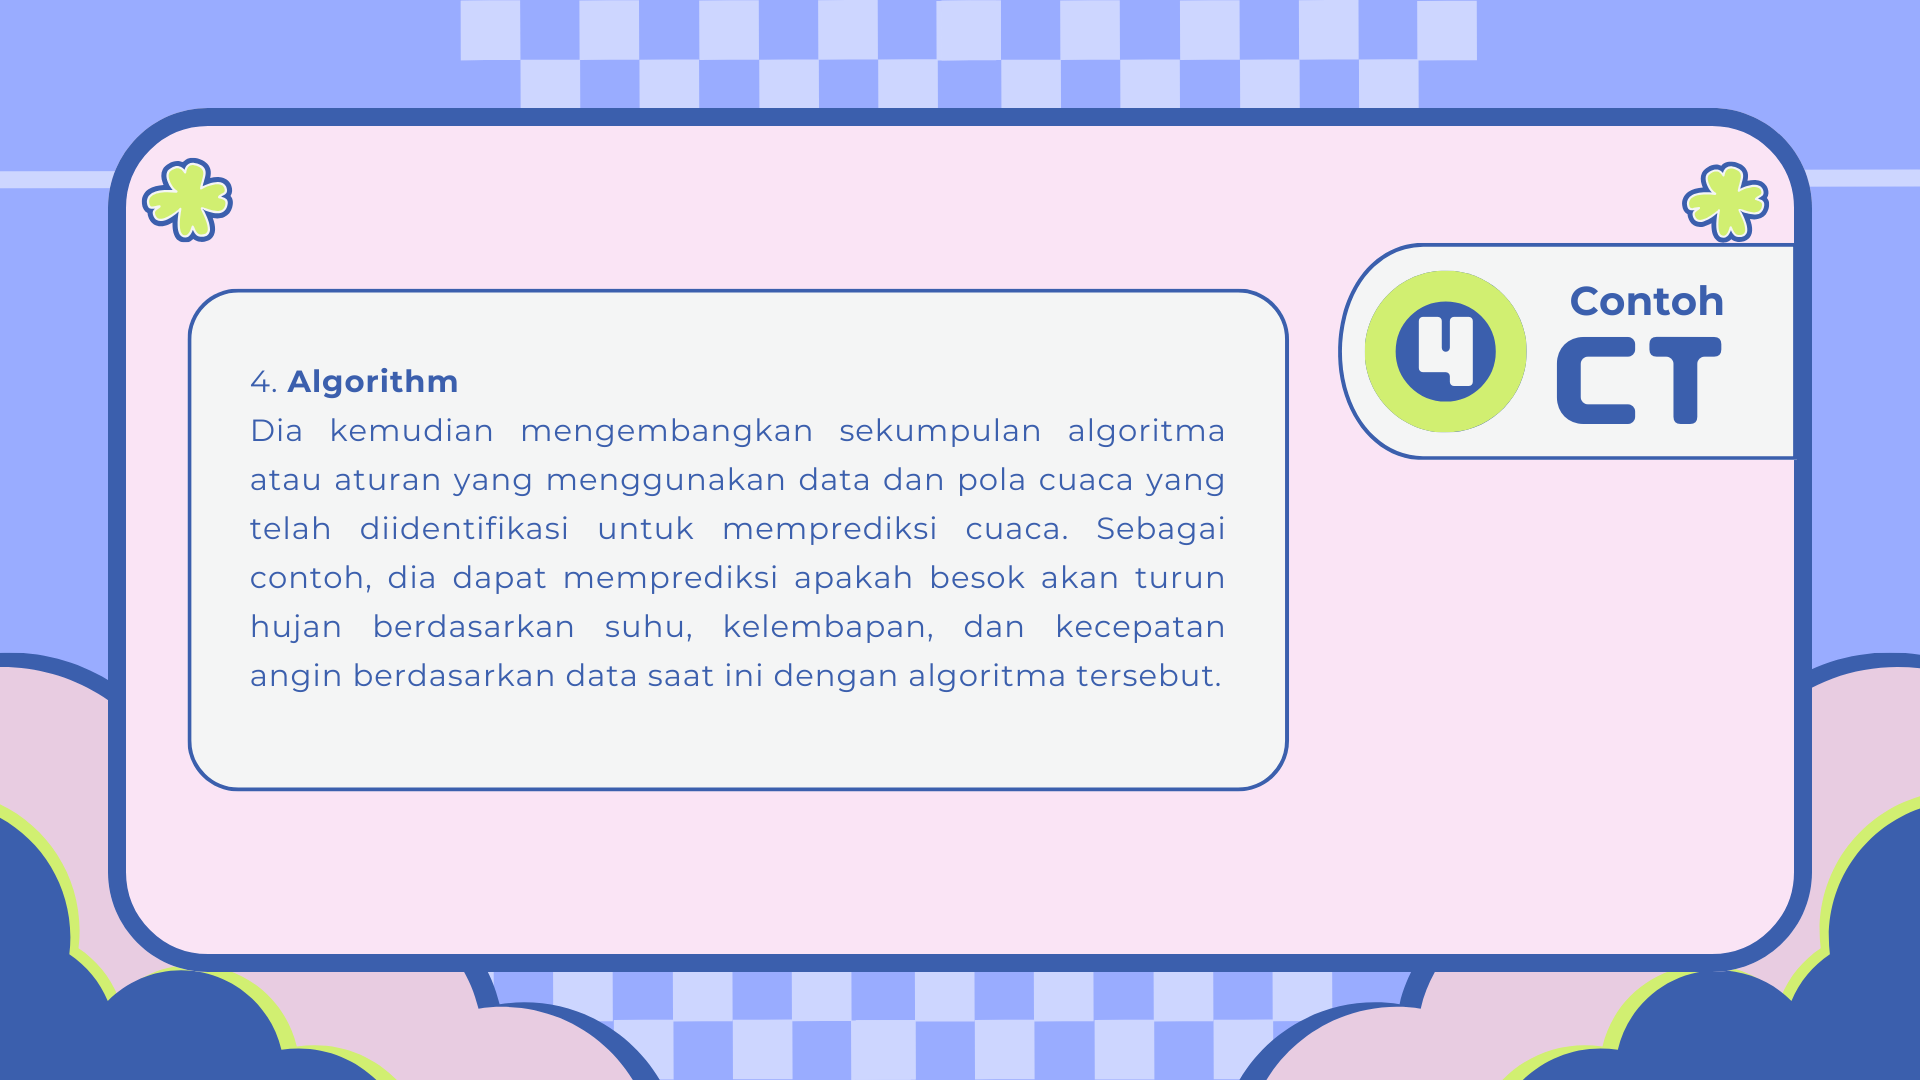 4. Algorithm
Dia kemudian mengembangkan sekumpulan algoritma
atau aturan yang menggunakan data dan pola cuaca yang
telah diidentifikasi untuk memprediksi cuaca. Sebagai
contoh, dia dapat memprediksi apakah besok akan turun
hujan berdasarkan suhu, kelembapan, dan kecepatan
angin berdasarkan data saat ini dengan algoritma tersebut.
4
Contoh
CT